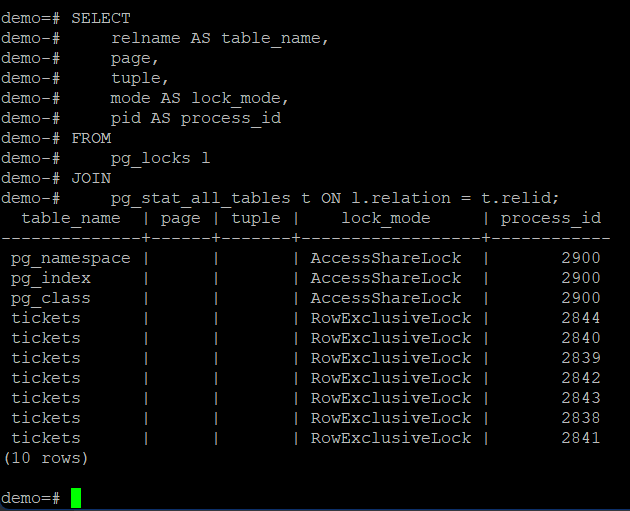 demo=# SELECT
demo-#     relname AS table_name,
demo-#     page,
demo-#     tuple,
demo-#     mode AS lock_mode,
demo-#     pid AS process_id
demo-# FROM
demo-#     pg_locks l
demo-# JOIN
demo-#     pg_stat_all_tables t ON l.relation = t.relid;
  table_name  | page | tuple |    lock_mode     | process_id
--------------+------+-------+------------------+------------
 pg_namespace |      |       | AccessShareLock  |       2900
 pg_index     |      |       | AccessShareLock  |       2900
 pg_class     |      |       | AccessShareLock  |       2900
 tickets      |      |       | RowExclusiveLock |       2844
 tickets      |      |       | RowExclusiveLock |       2840
 tickets      |      |       | RowExclusiveLock |       2839
 tickets      |      |       | RowExclusiveLock |       2842
 tickets      |      |       | RowExclusiveLock |       2843
 tickets      |      |       | RowExclusiveLock |       2838
 tickets      |      |       | RowExclusiveLock |       2841
(10 rows)
demo=#